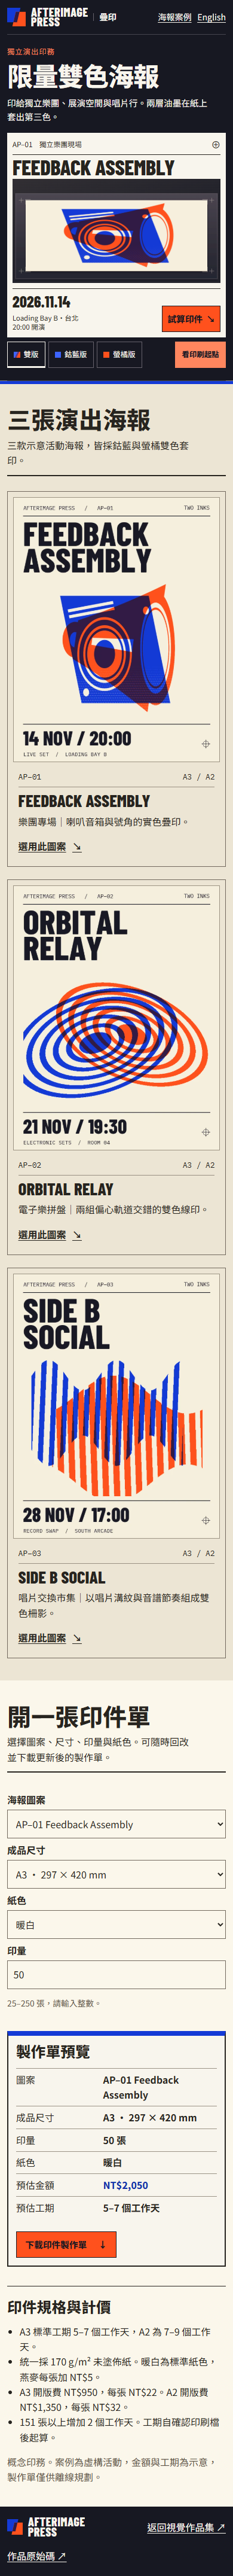 AFTERIMAGE
PRESS
疊印
海報案例 English
獨立演出印務
限量雙色海報
印給獨立樂團、展演空間與唱片行。兩層油墨在紙上
套出第三色。
AP–01 獨立樂團現場
FEEDBACK ASSEMBLY
2026.11.14
Loading Bay B・台北
20:00 開演
試算印件 ↘
雙版
鈷藍版
螢橘版
看印刷起點
三張演出海報
三款示意活動海報，皆採鈷藍與螢橘雙色套
印。
AFTERIMAGE PRESS / AP–01 TWO INKS
FEEDBACK
ASSEMBLY
14 NOV / 20:00
LIVE SET / LOADING BAY B
AP–01 A3 / A2
FEEDBACK ASSEMBLY
樂團專場｜喇叭音箱與號角的實色疊印。
選用此圖案 ↘
AFTERIMAGE PRESS / AP–02 TWO INKS
ORBITAL
RELAY
21 NOV / 19:30
ELECTRONIC SETS / ROOM 04
AP–02 A3 / A2
ORBITAL RELAY
電子樂拼盤｜兩組偏心軌道交錯的雙色線印。
選用此圖案 ↘
AFTERIMAGE PRESS / AP–03 TWO INKS
SIDE B
SOCIAL
28 NOV / 17:00
RECORD SWAP / SOUTH ARCADE
AP–03 A3 / A2
SIDE B SOCIAL
唱片交換市集｜以唱片溝紋與音譜節奏組成雙
色柵影。
選用此圖案 ↘
開一張印件單
選擇圖案、尺寸、印量與紙色。可隨時回改
並下載更新後的製作單。
海報圖案
AP–01 Feedback Assembly
成品尺寸
A3 · 297 × 420 mm
紙色
暖白
印量
50
25–250 張，請輸入整數。
製作單預覽
圖案 AP–01 Feedback
Assembly
成品尺寸 A3 · 297 × 420 mm
印量 50 張
紙色 暖白
預估金額 NT$2,050
預估工期 5–7 個工作天
下載印件製作單 ↓
印件規格與計價
• A3 標準工期 5–7 個工作天，A2 為 7–9 個工作
天。
• 統一採 170 g/m² 未塗佈紙。暖白為標準紙色，
燕麥每張加 NT$5。
• A3 開版費 NT$950，每張 NT$22。A2 開版費
NT$1,350，每張 NT$32。
• 151 張以上增加 2 個工作天。工期自確認印刷檔
後起算。
概念印務。案例為虛構活動，金額與工期為示意，
製作單僅供離線規劃。
AFTERIMAGE
PRESS
返回視覺作品集 ↗
作品原始碼 ↗